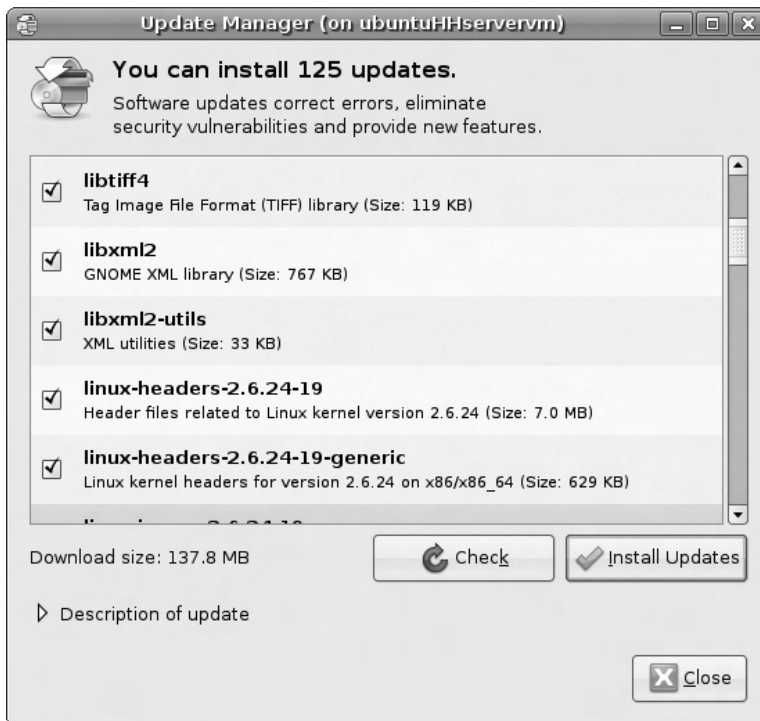 Update Manager (on ubuntuHHservervm)
You can install 125 updates.
Software updates correct errors, eliminate
security vulnerabilities and provide new features.
libtiff4
Tag Image File Format (TIFF) library (Size: 119 KB)
libxml2
GNOME XML library (Size: 767 KB)
libxml2-utils
XML utilities (Size: 33 KB)
linux-headers-2.6.24-19
Header files related to Linux kernel version 2.6.24 (Size: 7.0 MB)
linux-headers-2.6.24-19-generic
Linux kernel headers for version 2.6.24 on x86/x86_64 (Size: 629 KB)
Download size: 137.8 MB
Check
Install Updates
Description of update
Close